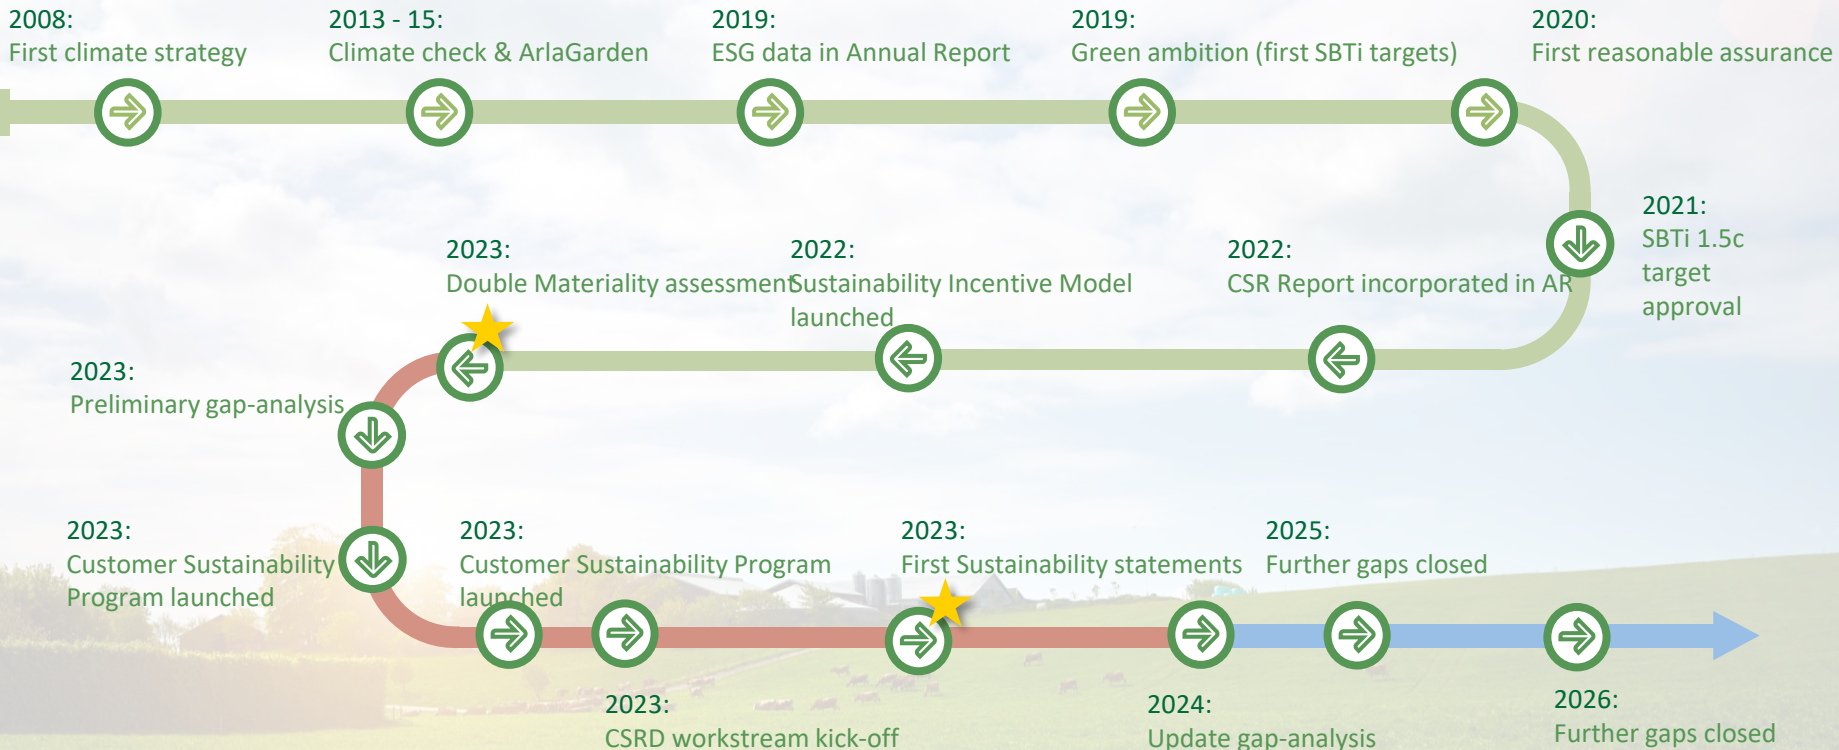 2008:
First climate strategy
2013 - 15:
Climate check & ArlaGarden
2019:
ESG data in Annual Report
2019:
Green ambition (first SBTi targets)
2020:
First reasonable assurance
2021:
SBTi 1.5c
target
approval
2022:
CSR Report incorporated in AR
2022:
Sustainability Incentive Model
launched
2023:
Double Materiality assessment
2023:
Preliminary gap-analysis
2023:
Customer Sustainability
Program launched
2023:
Customer Sustainability Program
launched
2023:
CSRD workstream kick-off
2023:
First Sustainability statements
2024:
Update gap-analysis
2025:
Further gaps closed
2026:
Further gaps closed